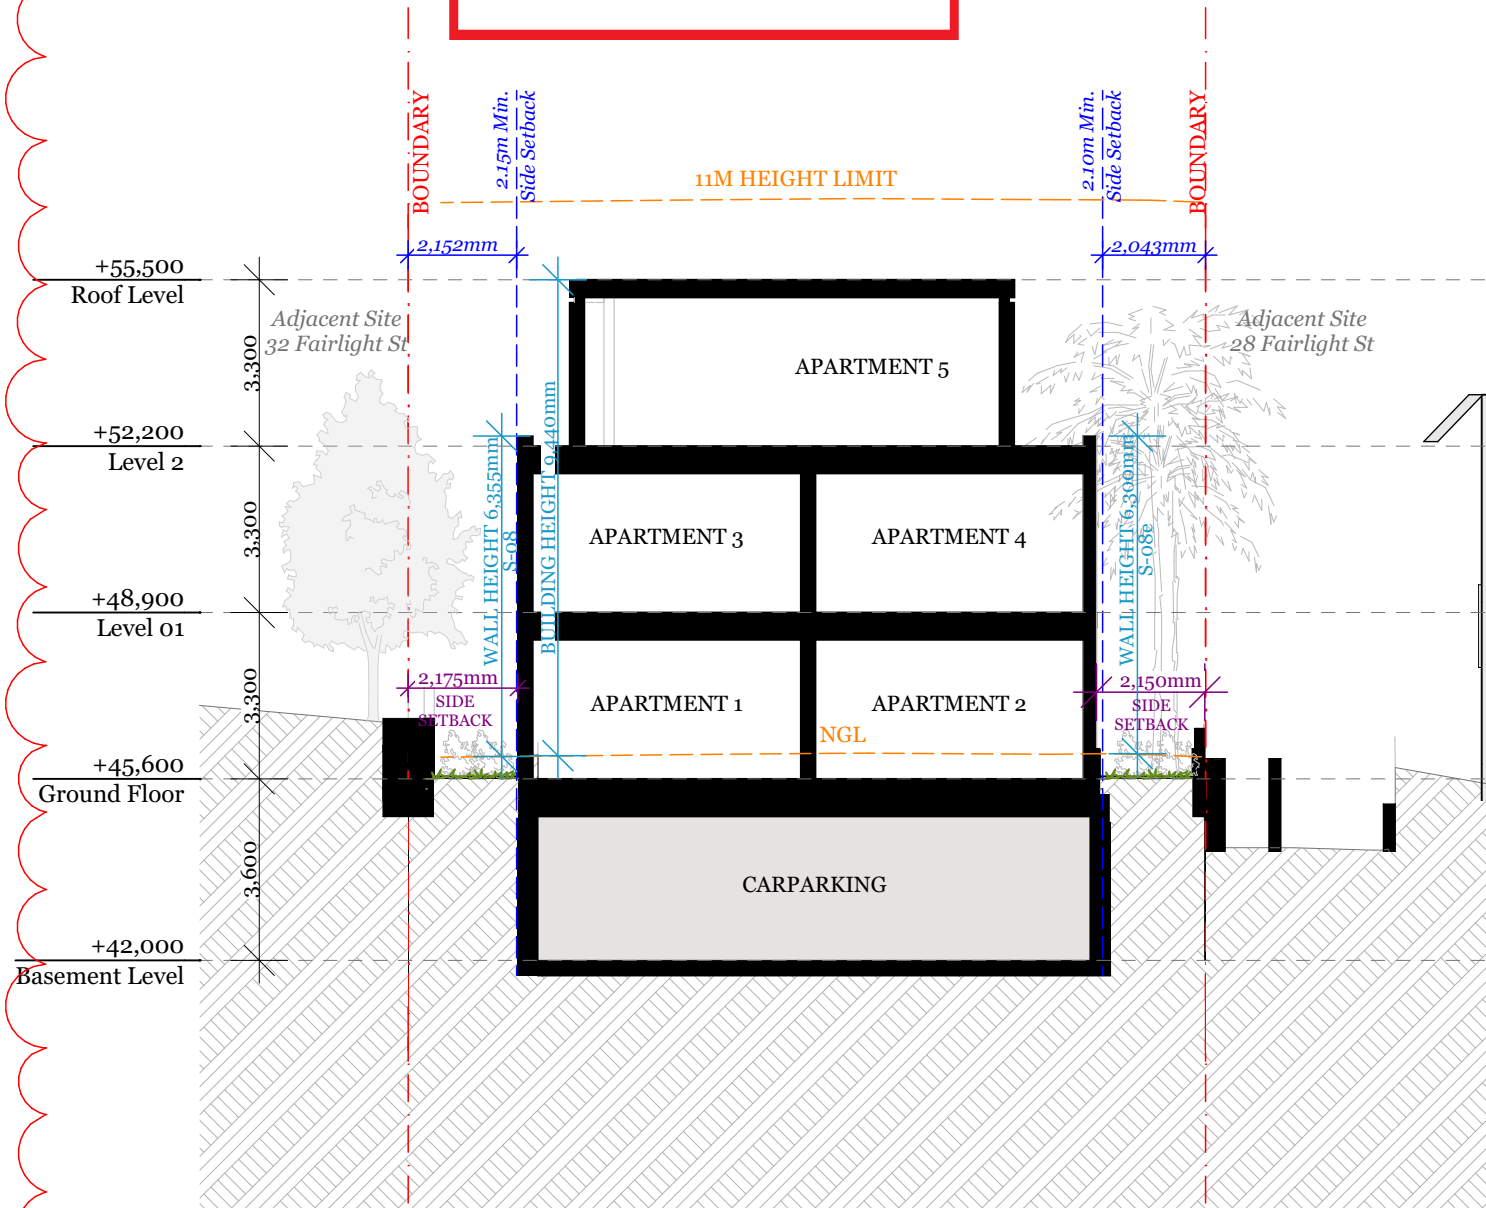 BOUNDARY
2.15m Min.
Side Setback
2.10m Min.
Side Setback
BOUNDARY
11M HEIGHT LIMIT
2,152mm
2,043mm
+55,500
Roof Level
Adjacent Site
32 Fairlight St
Adjacent Site
28 Fairlight St
3,300
APARTMENT 5
+52,200
Level 2
WALL HEIGHT 6,355mm
S-08
BUILDING HEIGHT 9,440mm
WALL HEIGHT 6,300mm
S-08e
3,300
APARTMENT 3
APARTMENT 4
+48,900
Level 01
3,300
2,175mm
SIDE
SETBACK
APARTMENT 1
APARTMENT 2
2,150mm
SIDE
SETBACK
NGL
+45,600
Ground Floor
3,600
CARPARKING
+42,000
Basement Level